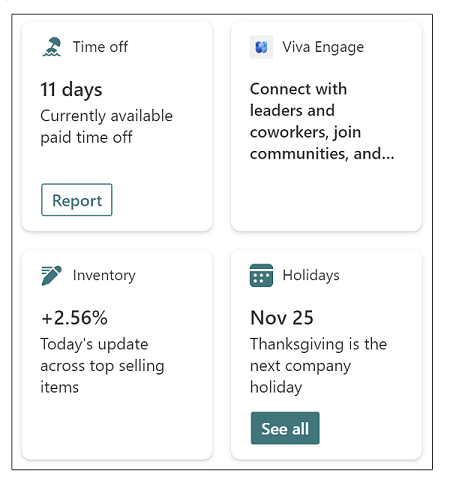 Time off
11 days
Currently available
paid time off
Report
Viva Engage
Connect with
leaders and
coworkers, join
communities, and...
Inventory
+2.56%
Today's update
across top selling
items
Holidays
Nov 25
Thanksgiving is the
next company
holiday
See all